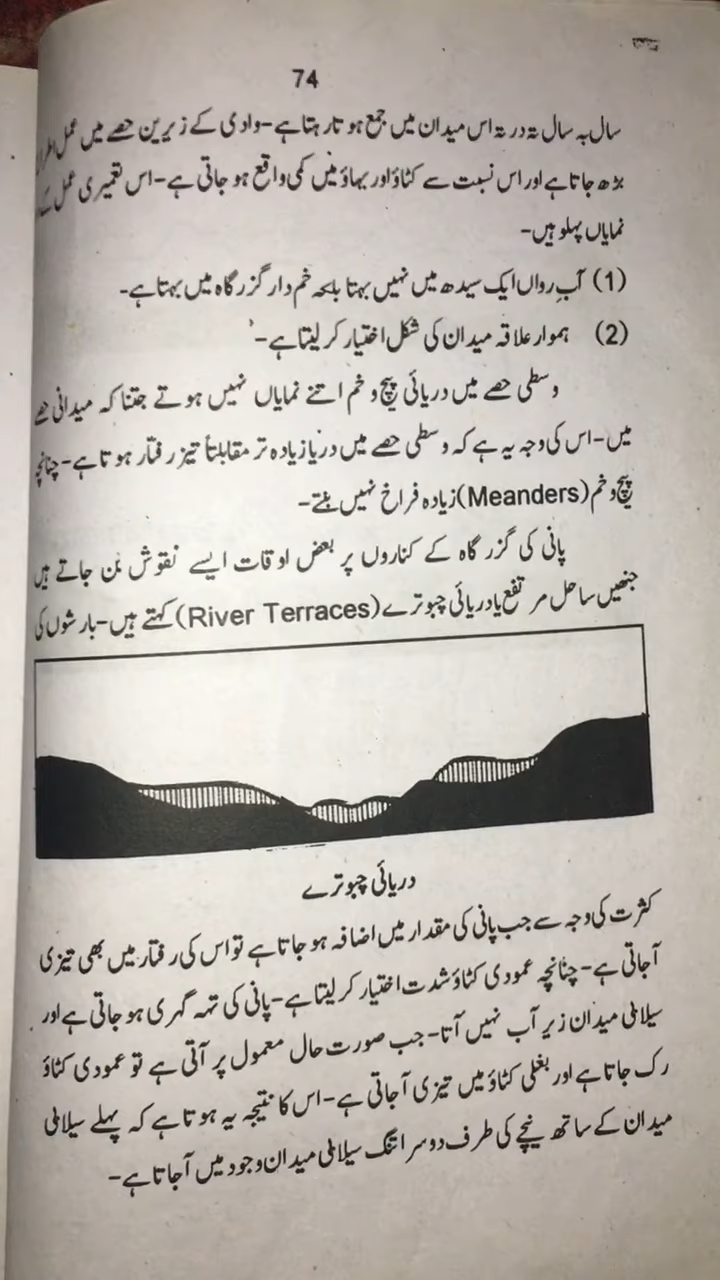 74
سال بہ سال تہ در تہ اس میدان میں جمع ہوتا رہتا ہے-وادی کے زیریں حصے میں عمل
بڑھ جاتا ہے اور اس نسبت سے کٹاؤ اور بہاؤ میں کمی واقع ہو جاتی ہے-اس تعمیری عمل کے
نمایاں پہلو ہیں-
(1) آبِ رواں ایک سیدھ میں نہیں بہتا بلکہ خم دار گزر گاہ میں بہتا ہے-
(2) ہموار علاقہ میدان کی شکل اختیار کر لیتا ہے-
وسطی حصے میں دریائی پیچ و خم اتنے نمایاں نہیں ہوتے جتنا کہ میدانی حصے
میں-اس کی وجہ یہ ہے کہ وسطی حصے میں دریا زیادہ تر مقابلتاً تیز رفتار ہوتا ہے-چنانچہ
پیچ و خم (Meanders) زیادہ فراخ نہیں بنتے-
پانی کی گزر گاہ کے کناروں پر بعض اوقات ایسے نقوش بن جاتے ہیں
جنھیں ساحل مرتفع یا دریائی چبوترے (River Terraces) کہتے ہیں-بارشوں کی
دریائی چبوترے
کثرت کی وجہ سے جب پانی کی مقدار میں اضافہ ہو جاتا ہے تو اس کی رفتار میں بھی تیزی
آجاتی ہے-چنانچہ عمودی کٹاؤ شدت اختیار کر لیتا ہے-پانی کی تہہ گہری ہو جاتی ہے اور
سیلابی میدان زیر آب نہیں آتا-جب صورت حال معمول پر آتی ہے تو عمودی کٹاؤ
رک جاتا ہے اور بغلی کٹاؤ میں تیزی آجاتی ہے-اس کا نتیجہ یہ ہوتا ہے کہ پہلے سیلابی
میدان کے ساتھ نیچے کی طرف دوسرا تنگ سیلابی میدان وجود میں آجاتا ہے-